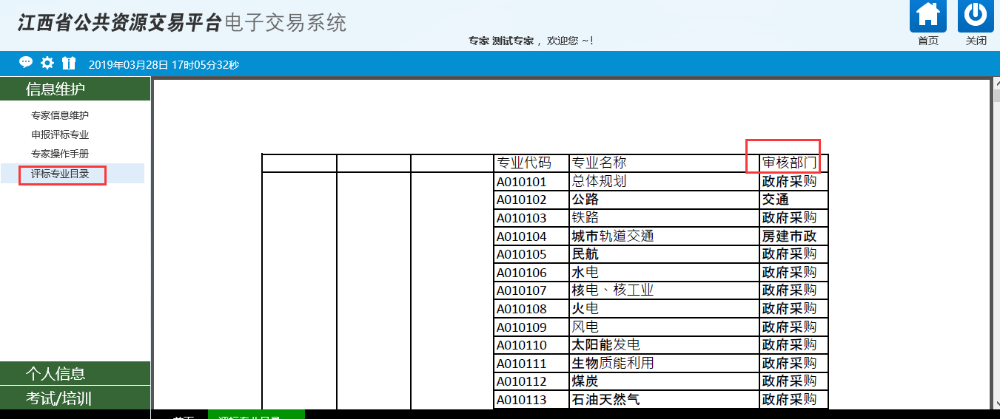 江西省公共资源交易平台电子交易系统
专家 测试专家 ，欢迎您 ~！
首页
关闭
2019年03月28日 17时05分32秒
信息维护
专家信息维护
申报评标专业
专家操作手册
评标专业目录
个人信息
考试/培训
专业代码 专业名称 审核部门
A010101 总体规划 政府采购
A010102 公路 交通
A010103 铁路 政府采购
A010104 城市轨道交通 房建市政
A010105 民航 政府采购
A010106 水电 政府采购
A010107 核电、核工业 政府采购
A010108 火电 政府采购
A010109 风电 政府采购
A010110 太阳能发电 政府采购
A010111 生物质能利用 政府采购
A010112 煤炭 政府采购
A010113 石油天然气 政府采购
首页 评标专业目录